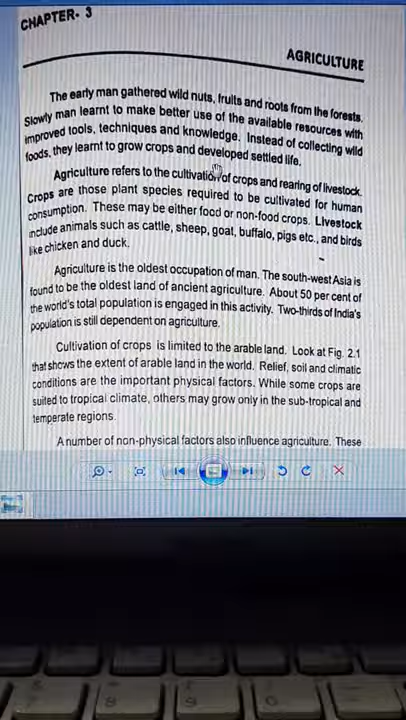 CHAPTER- 3
AGRICULTURE
The early man gathered wild nuts, fruits and roots from the forests.
Slowly man learnt to make better use of the available resources with
improved tools, techniques and knowledge. Instead of collecting wild
foods, they learnt to grow crops and developed settled life.
Agriculture refers to the cultivation of crops and rearing of livestock.
Crops are those plant species required to be cultivated for human
consumption. These may be either food or non-food crops. Livestock
include animals such as cattle, sheep, goat, buffalo, pigs etc., and birds
like chicken and duck.
Agriculture is the oldest occupation of man. The south-west Asia is
found to be the oldest land of ancient agriculture. About 50 per cent of
the world's total population is engaged in this activity. Two-thirds of India's
population is still dependent on agriculture.
Cultivation of crops is limited to the arable land. Look at Fig. 2.1
that shows the extent of arable land in the world. Relief, soil and climatic
conditions are the important physical factors. While some crops are
suited to tropical climate, others may grow only in the sub-tropical and
temperate regions.
A number of non-physical factors also influence agriculture. These